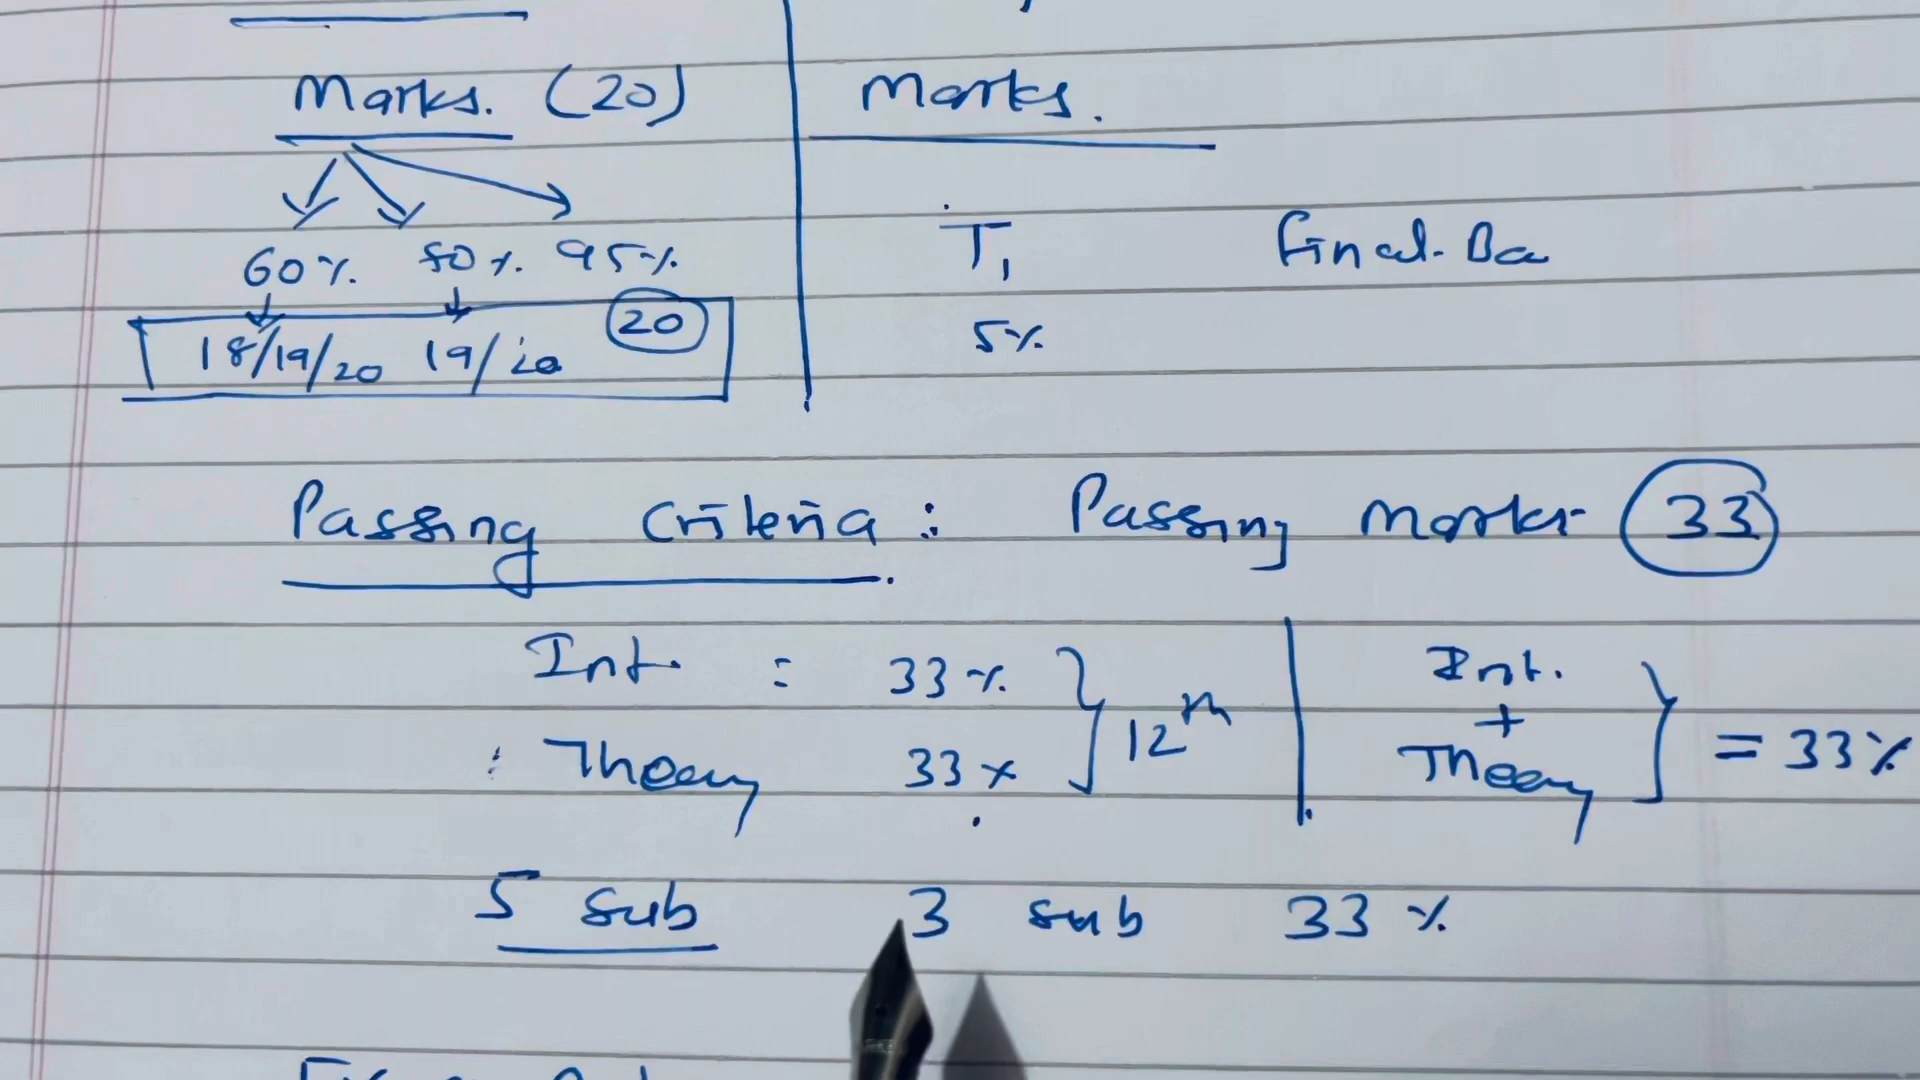 Marks. (20)
60% 80% 95%
18/19/20 19/20 20
Marks.
T1 Final-Ba
5%
Passing Criteria : Passing Marks 33
Int. : 33% } 12th
: Theory 33% }
Int. + Theory } = 33%
5 sub 3 sub 33%